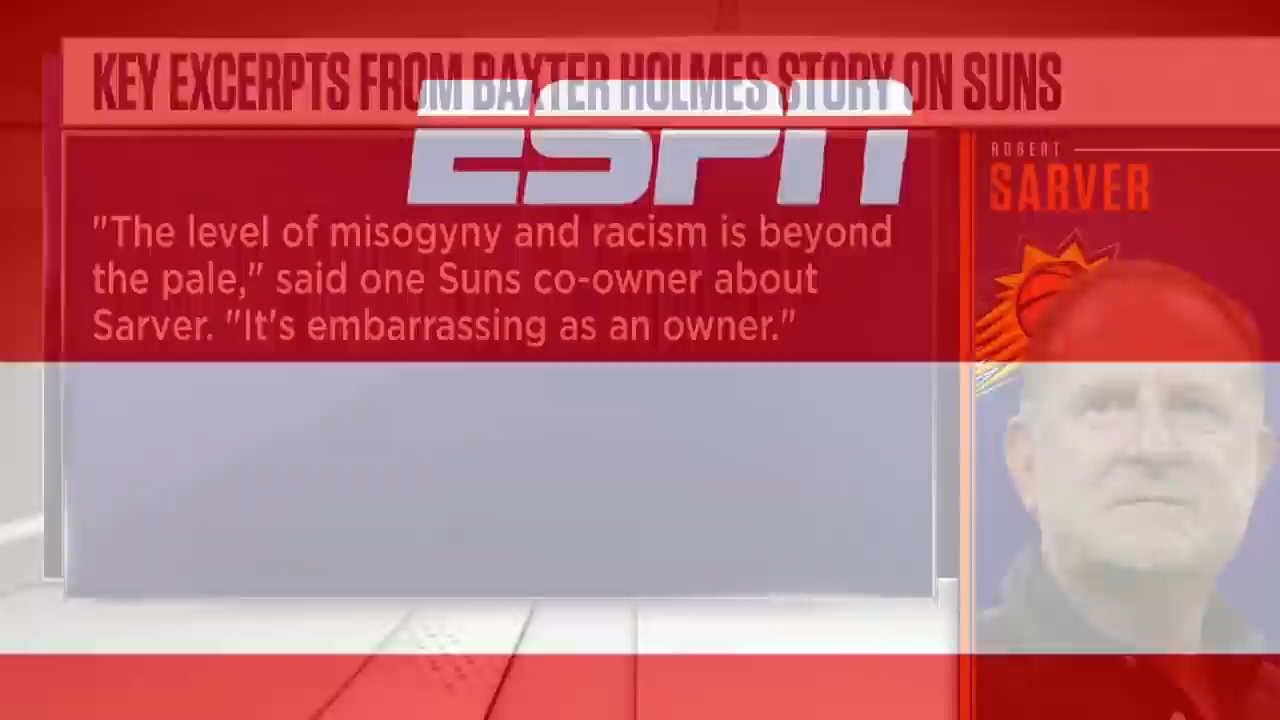 KEY EXCERPTS FROM BAXTER HOLMES STORY ON SUNS
ESPN
ROBERT
SARVER
"The level of misogyny and racism is beyond
the pale," said one Suns co-owner about
Sarver. "It's embarrassing as an owner."